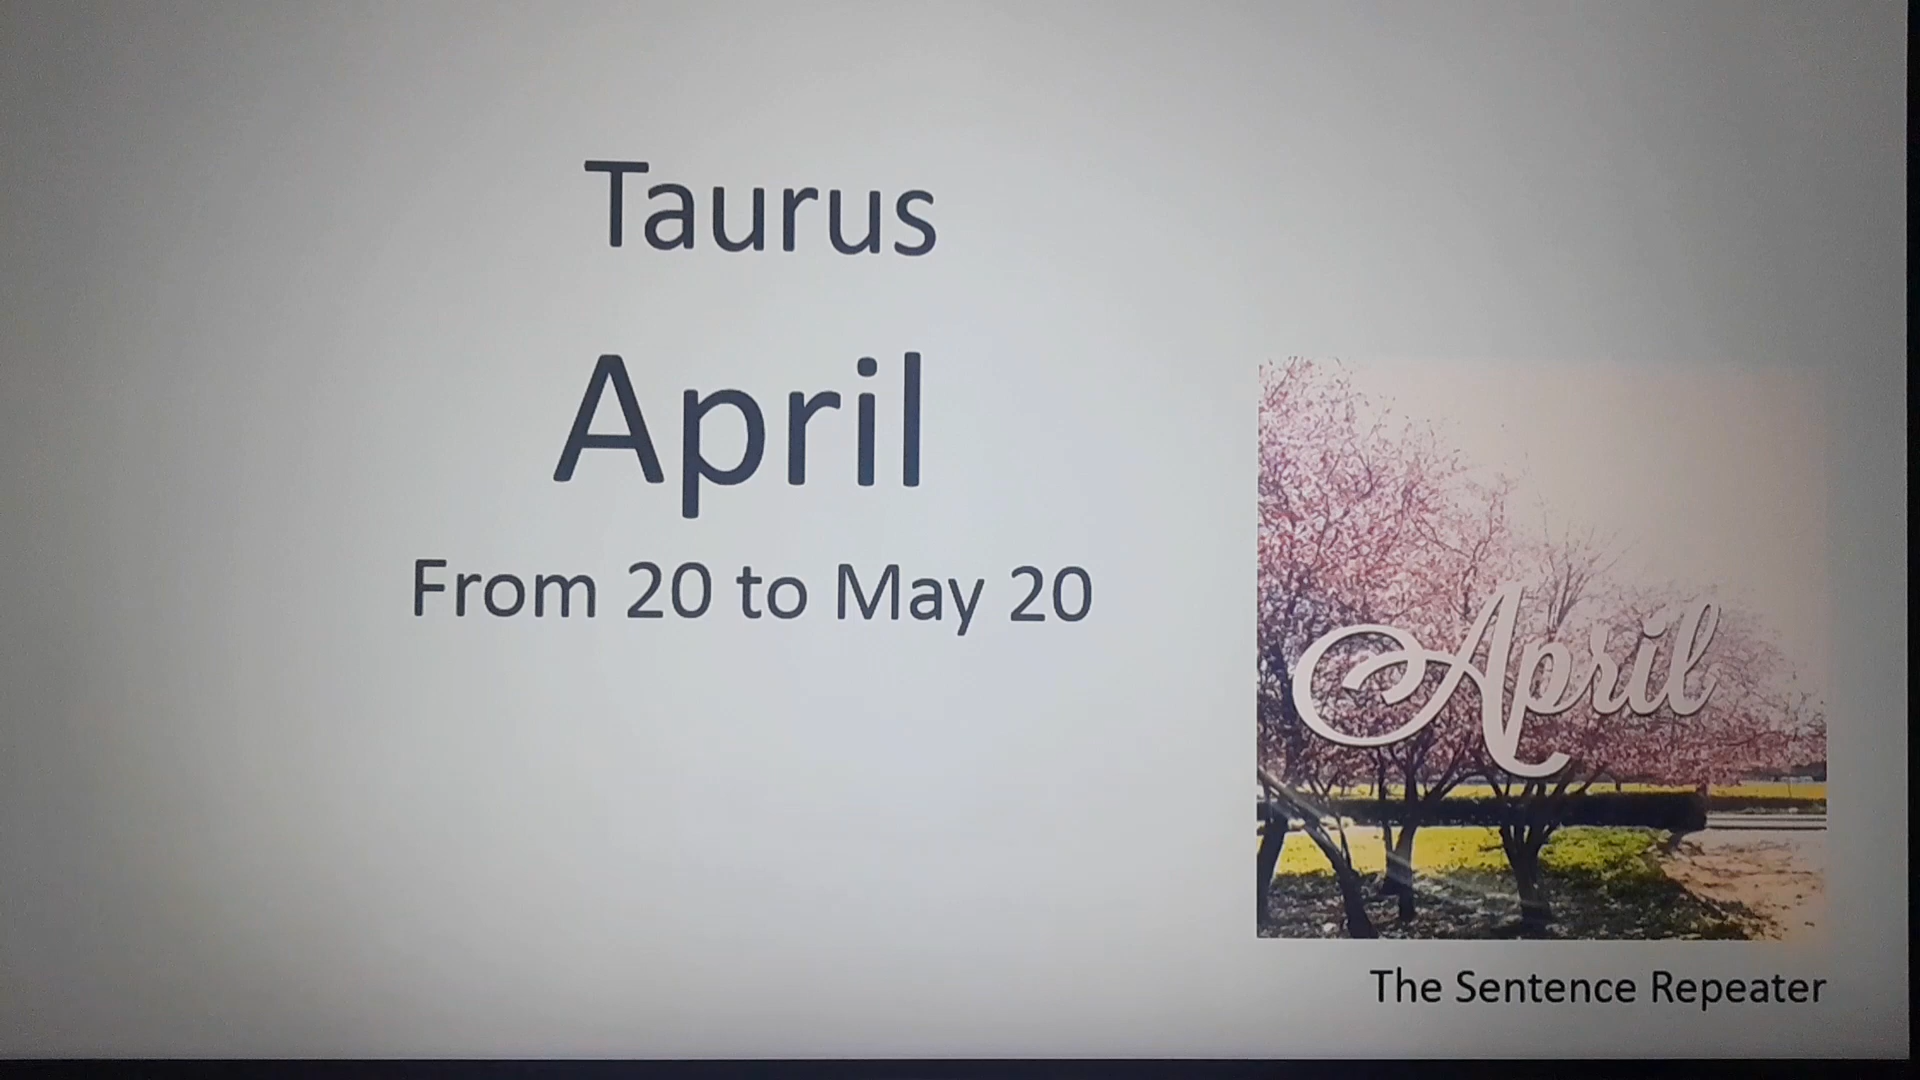 Taurus
April
From 20 to May 20
April
The Sentence Repeater